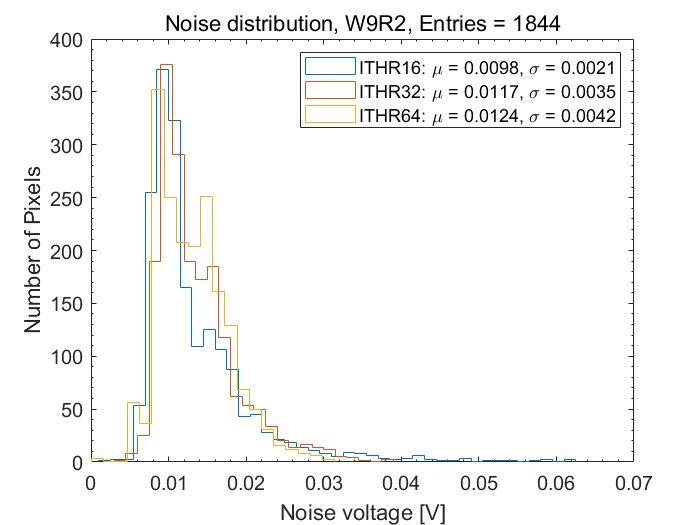 Noise distribution, W9R2, Entries = 1844
400
350
300
250
200
150
100
50
0
Number of Pixels
ITHR16: μ = 0.0098, σ = 0.0021
ITHR32: μ = 0.0117, σ = 0.0035
ITHR64: μ = 0.0124, σ = 0.0042
0 0.01 0.02 0.03 0.04 0.05 0.06 0.07
Noise voltage [V]